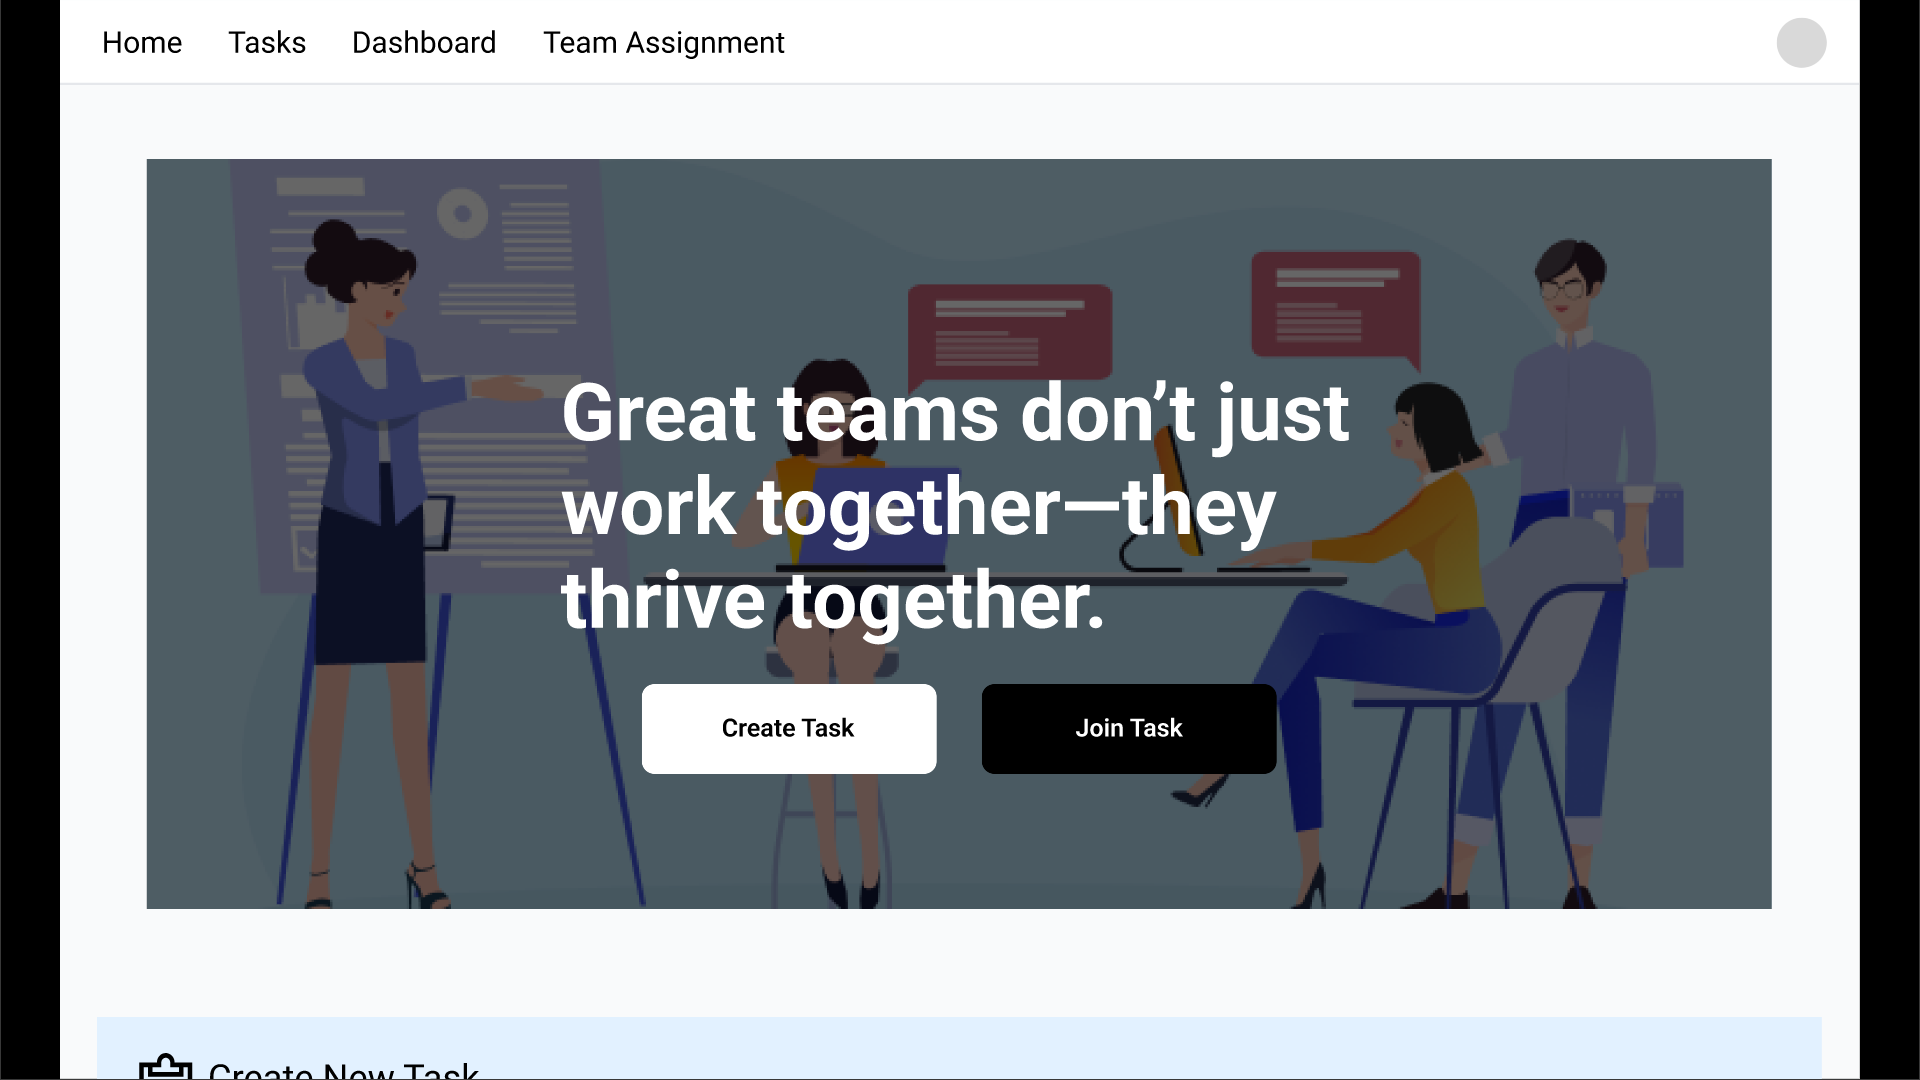 Home Tasks Dashboard Team Assignment
Great teams don’t just
work together—they
thrive together.
Create Task Join Task
Create New Task